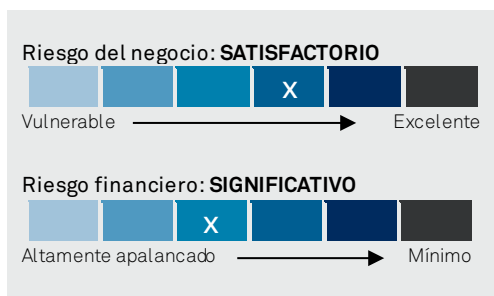 Riesgo del negocio: SATISFACTORIO
X
Vulnerable Excelente
Riesgo financiero: SIGNIFICATIVO
X
Altamente apalancado Mínimo